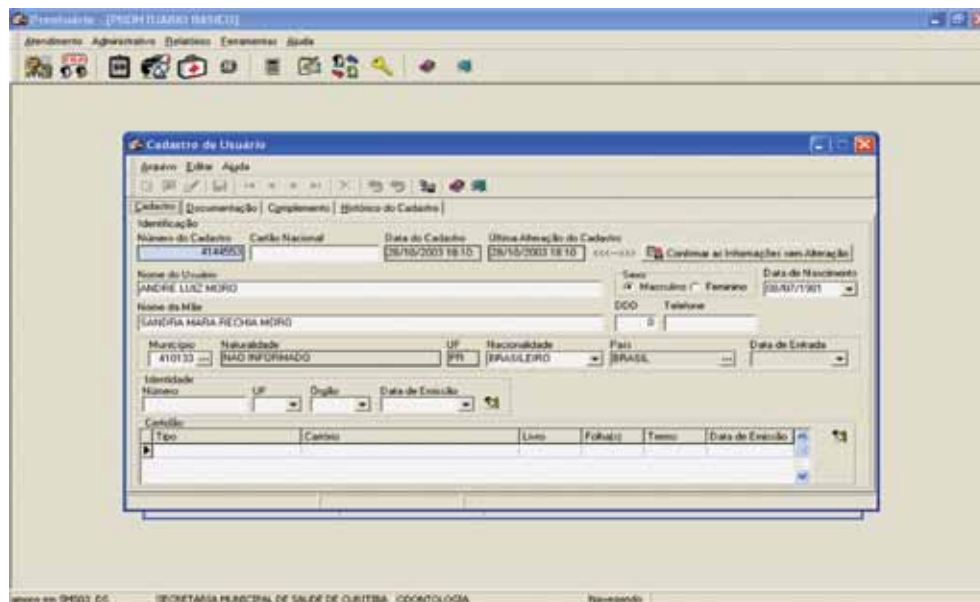 Prontuário - [PRONTUARIO BASICO]
Atendimento Administrativo Relatórios Ferramentas Ajuda
Cadastro de Usuário
Arquivo Editar Ajuda
Cadastro Documentação Complemento Histórico do Cadastro
Identificação
Número do Cadastro Cartão Nacional Data do Cadastro Última Alteração do Cadastro
4144553 28/10/2003 18:10 28/10/2003 18:10 <<<-->>> Confirmar as Informações sem Alteração
Nome do Usuário Sexo Data de Nascimento
ANDRE LUIZ MORO Masculino Feminino 08/07/1981
Nome da Mãe DDD Telefone
SANDRA MARA RECHIA MORO 0
Município Naturalidade UF Nacionalidade País Data de Entrada
410133 ... NAO INFORMADO PR BRASILEIRO BRASIL ...
Identidade
Número UF Órgão Data de Emissão
Certidão
Tipo Cartório Livro Folha(s) Termo Data de Emissão
SECRETARIA MUNICIPAL DE SAUDE DE CURITIBA ODONTOLOGIA Navegando